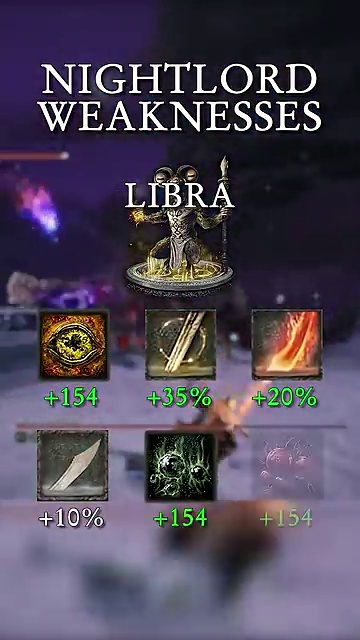 NIGHTLORD
WEAKNESSES
LIBRA
+154 +35% +20%
+10% +154 +154